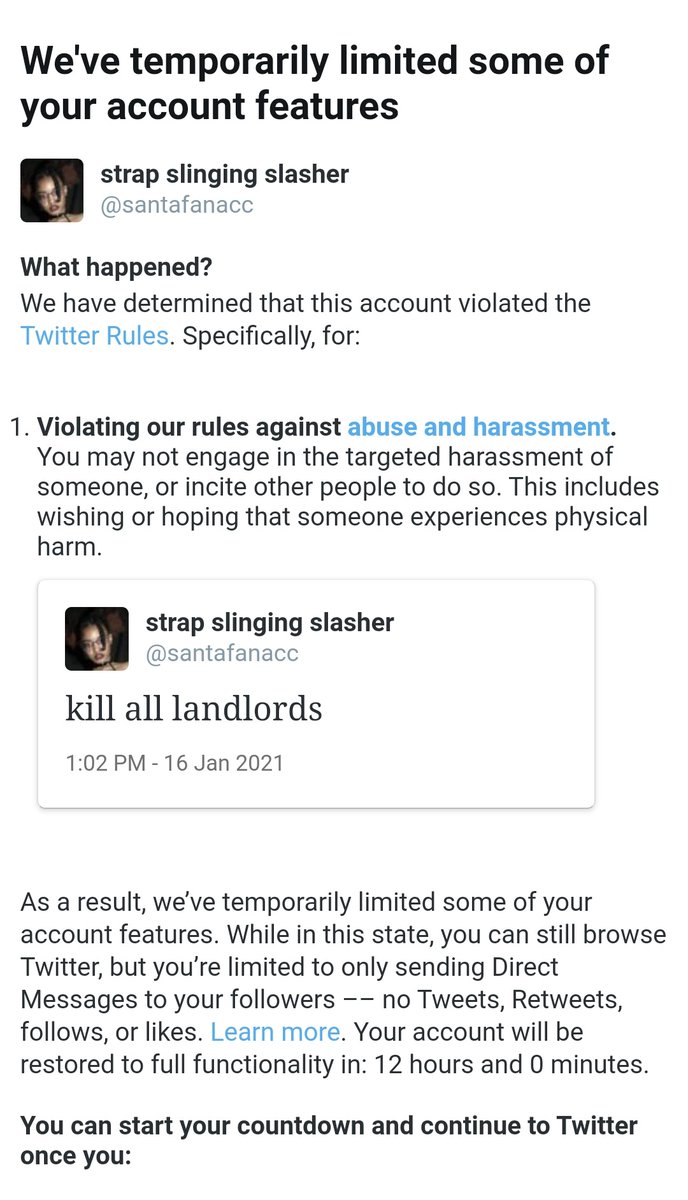 We've temporarily limited some of
your account features
strap slinging slasher
@santafanacc
What happened?
We have determined that this account violated the
Twitter Rules. Specifically, for:
1. Violating our rules against abuse and harassment.
You may not engage in the targeted harassment of
someone, or incite other people to do so. This includes
wishing or hoping that someone experiences physical
harm.
strap slinging slasher
@santafanacc
kill all landlords
1:02 PM - 16 Jan 2021
As a result, we’ve temporarily limited some of your
account features. While in this state, you can still browse
Twitter, but you’re limited to only sending Direct
Messages to your followers –– no Tweets, Retweets,
follows, or likes. Learn more. Your account will be
restored to full functionality in: 12 hours and 0 minutes.
You can start your countdown and continue to Twitter
once you: